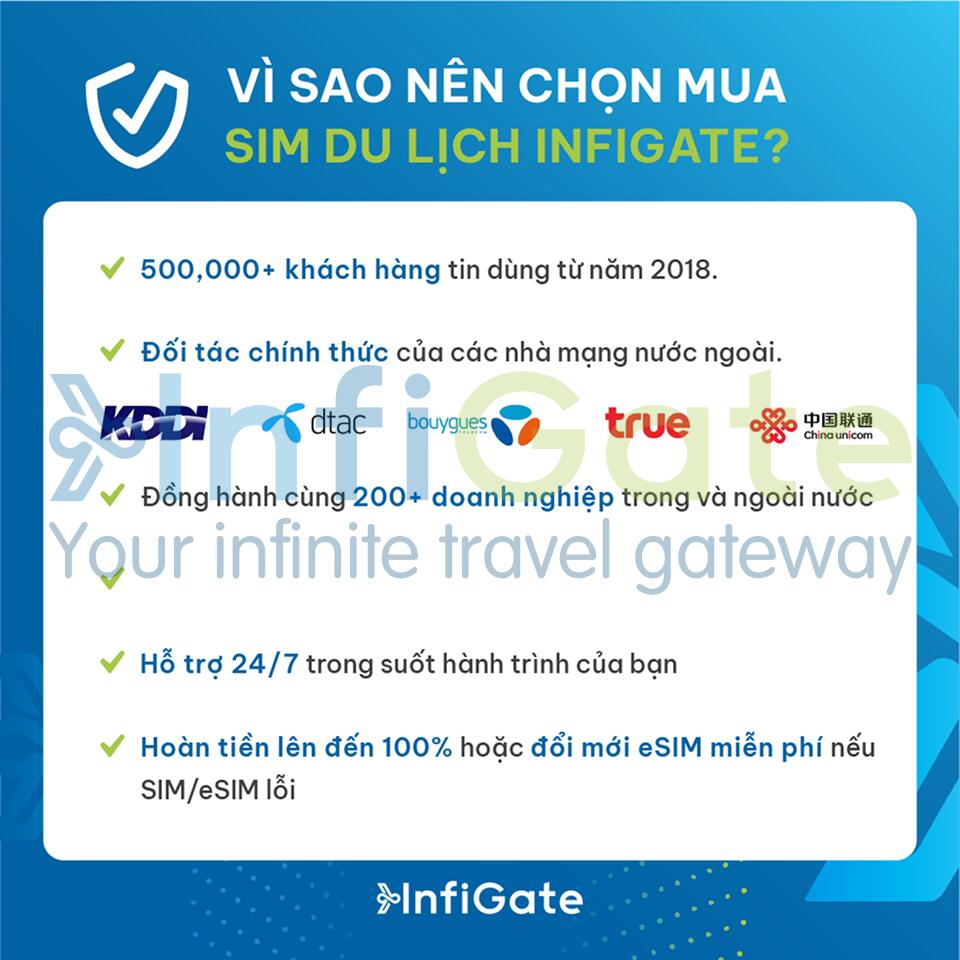 VÌ SAO NÊN CHỌN MUA
SIM DU LỊCH INFIGATE?
500,000+ khách hàng tin dùng từ năm 2018.
Đối tác chính thức của các nhà mạng nước ngoài.
KDDI dtac bouygues TELECOM true 中国联通 China unicom
InfiGate
Đồng hành cùng 200+ doanh nghiệp trong và ngoài nước
Your infinite travel gateway
Hỗ trợ 24/7 trong suốt hành trình của bạn
Hoàn tiền lên đến 100% hoặc đổi mới eSIM miễn phí nếu
SIM/eSIM lỗi
InfiGate